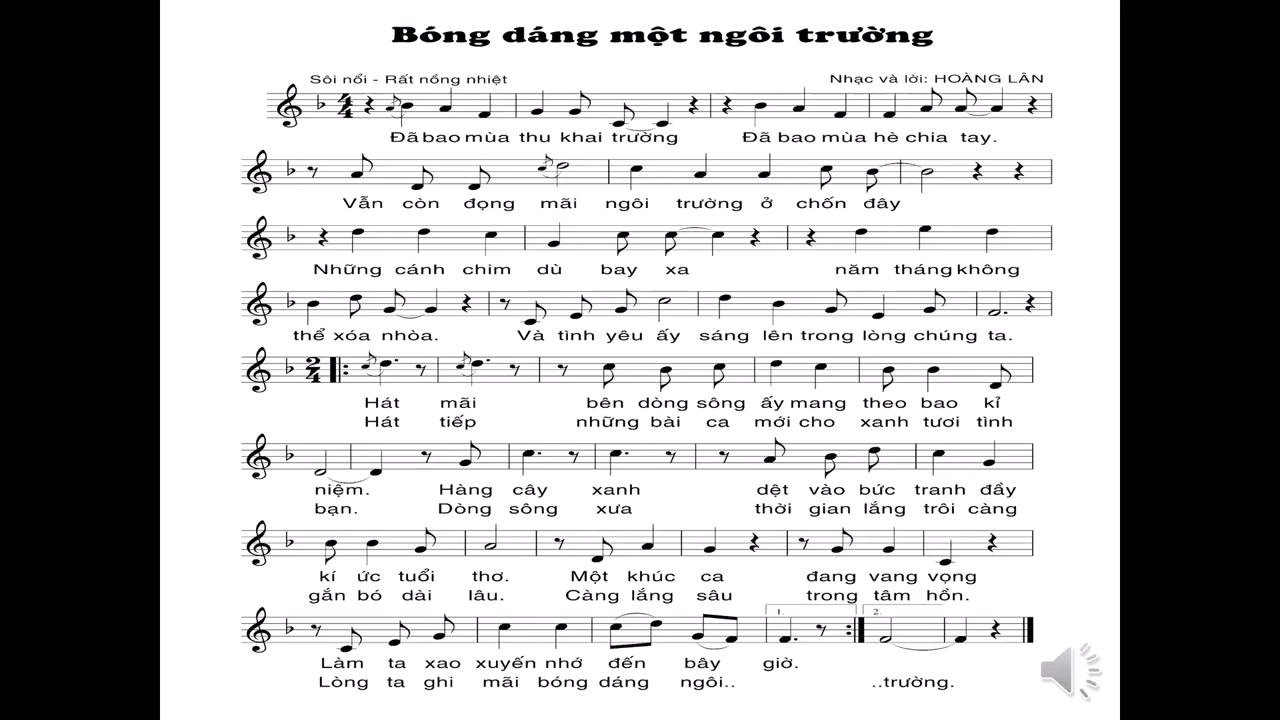 Bóng dáng một ngôi trường
Sôi nổi - Rất nồng nhiệt
Nhạc và lời: HOÀNG LÂN
4
4
Đã bao mùa thu khai trường Đã bao mùa hè chia tay.
Vẫn còn đọng mãi ngôi trường ở chốn đây
Những cánh chim dù bay xa năm tháng không
thể xóa nhòa. Và tình yêu ấy sáng lên trong lòng chúng ta.
2
4
Hát mãi bên dòng sông ấy mang theo bao kỉ
Hát tiếp những bài ca mới cho xanh tươi tình
niệm. Hàng cây xanh dệt vào bức tranh đầy
bạn. Dòng sông xưa thời gian lắng trôi càng
kí ức tuổi thơ. Một khúc ca đang vang vọng
gắn bó dài lâu. Càng lắng sâu trong tâm hồn.
1.
2.
Làm ta xao xuyến nhớ đến bây giờ.
Lòng ta ghi mãi bóng dáng ngôi.. ..trường.